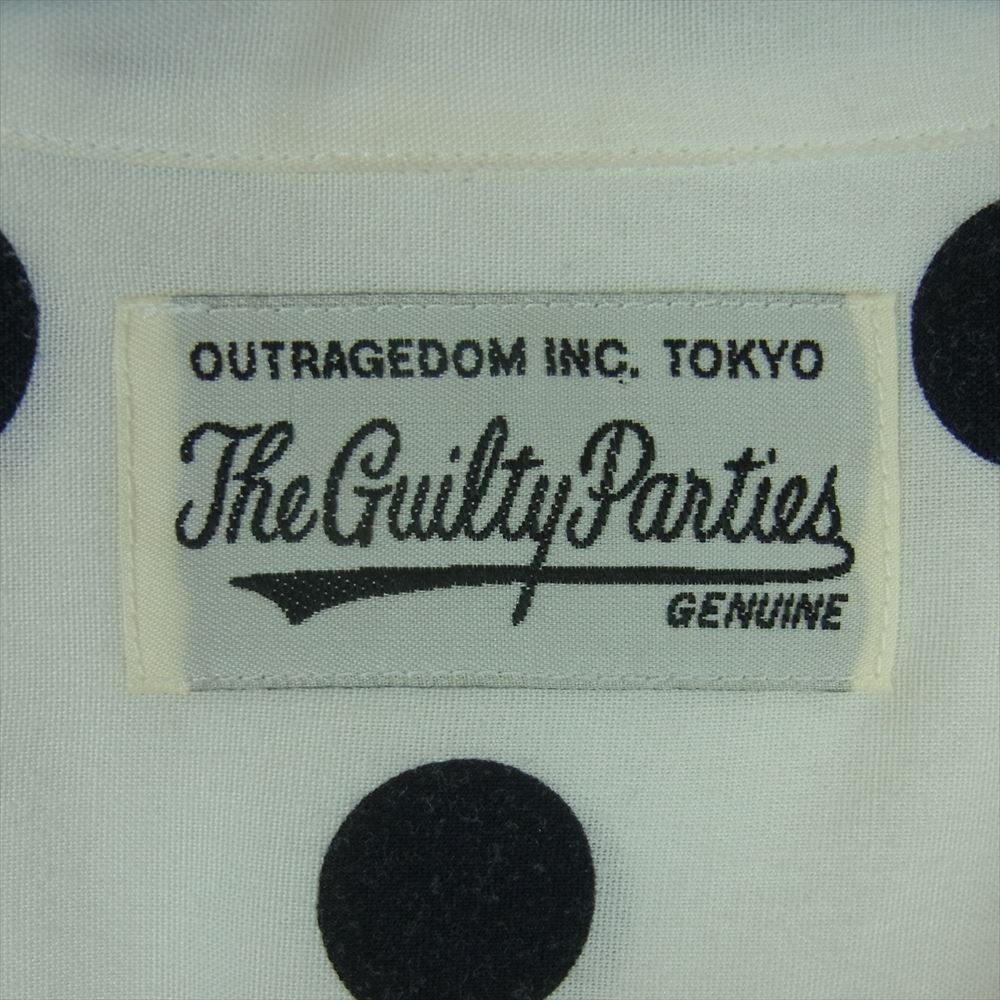 OUTRAGEDOM INC. TOKYO
The Guilty Parties
GENUINE